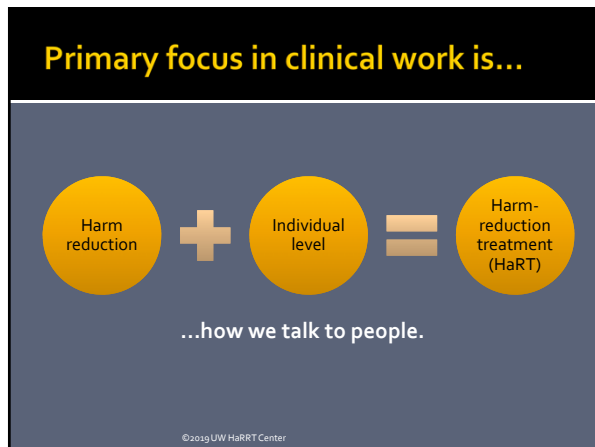 Primary focus in clinical work is...
Harm
reduction
Individual
level
Harm-
reduction
treatment
(HaRT)
...how we talk to people.
©2019 UW HaRRT Center